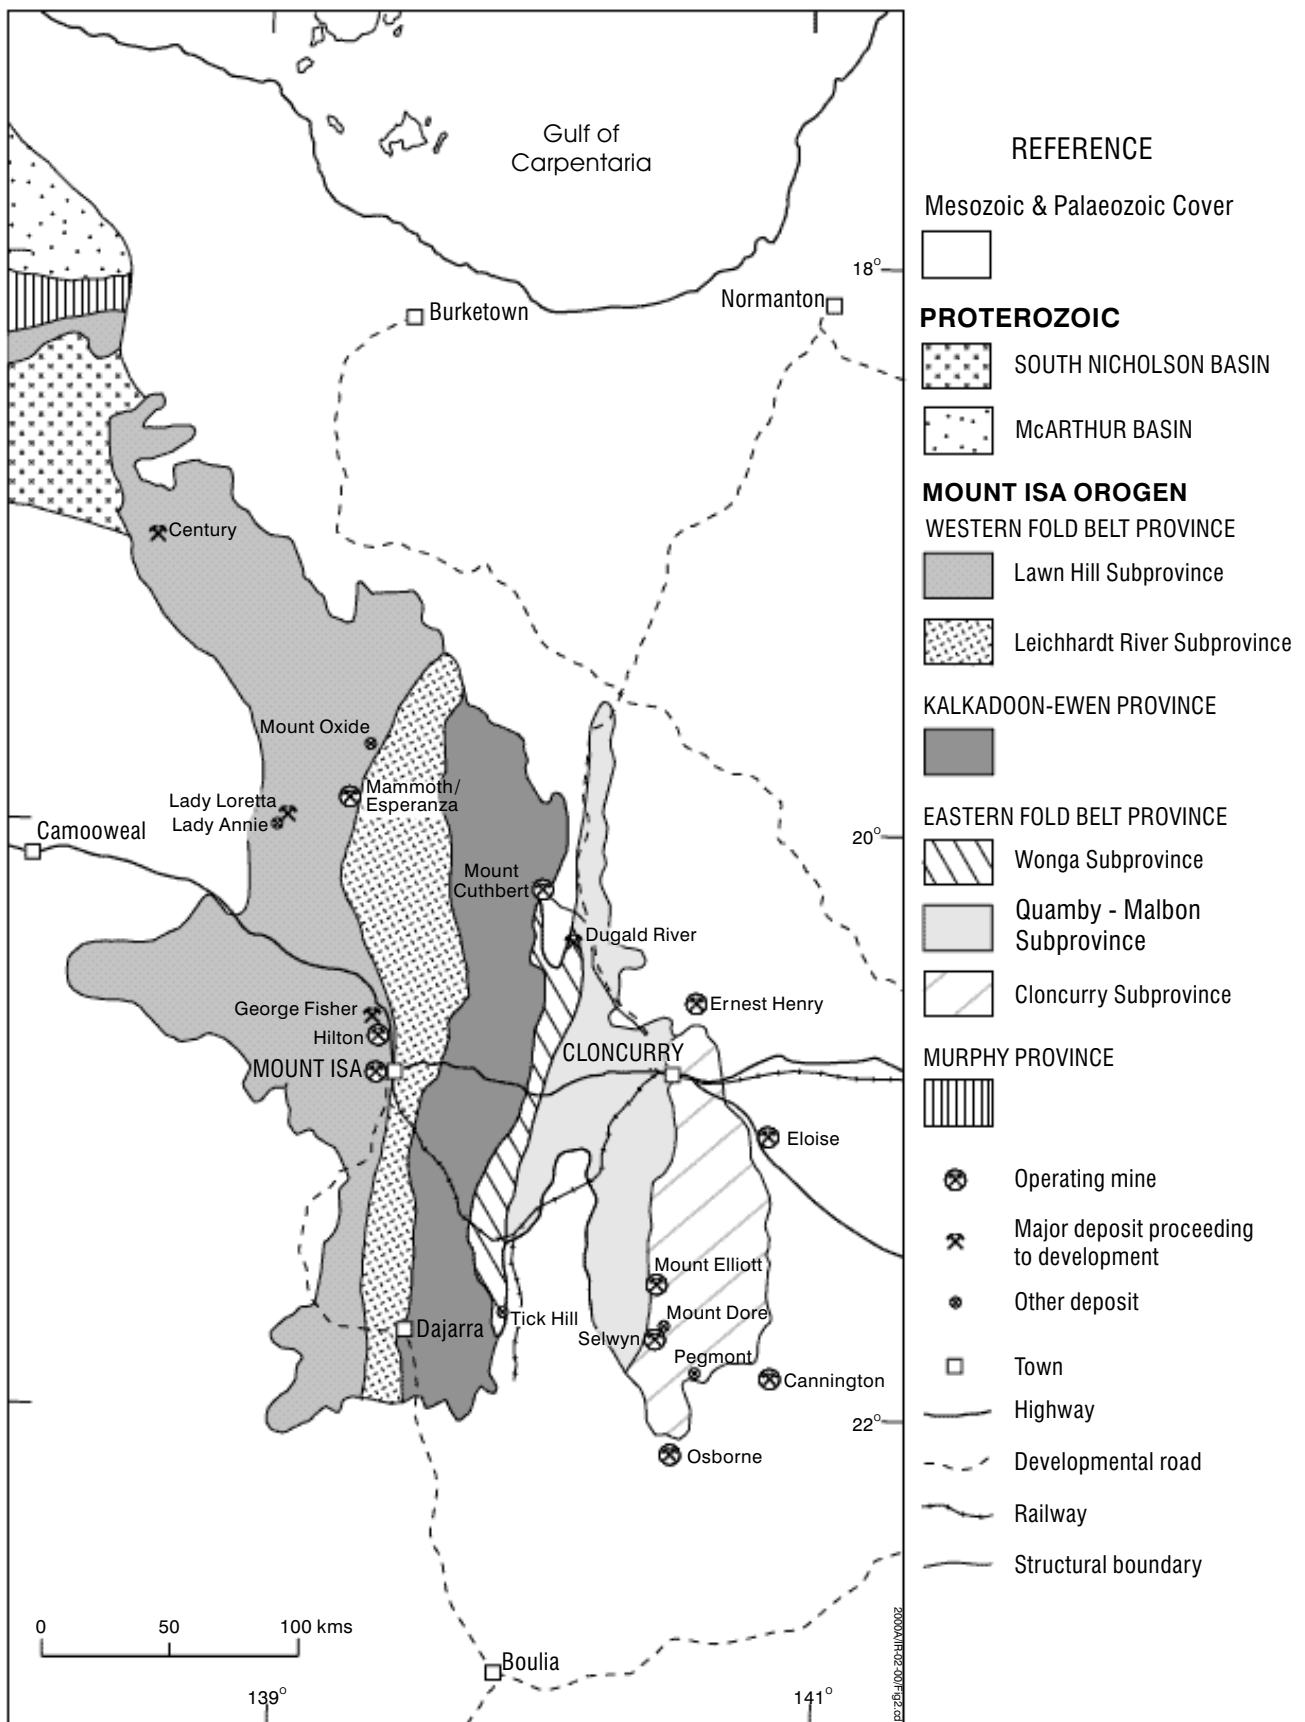 Gulf of
Carpentaria
18°
Burketown
Normanton
Century
Mount Oxide
Mammoth/
Esperanza
Lady Loretta
Lady Annie
Camooweal
20°
Mount
Cuthbert
Dugald River
George Fisher
Hilton
MOUNT ISA
Ernest Henry
CLONCURRY
Eloise
Mount Elliott
Mount Dore
Selwyn
Tick Hill
Dajarra
Pegmont
Cannington
22°
Osborne
0 50 100 kms
Boulia
139°
141°
REFERENCE
Mesozoic & Palaeozoic Cover
PROTEROZOIC
SOUTH NICHOLSON BASIN
McARTHUR BASIN
MOUNT ISA OROGEN
WESTERN FOLD BELT PROVINCE
Lawn Hill Subprovince
Leichhardt River Subprovince
KALKADOON-EWEN PROVINCE
EASTERN FOLD BELT PROVINCE
Wonga Subprovince
Quamby - Malbon
Subprovince
Cloncurry Subprovince
MURPHY PROVINCE
Operating mine
Major deposit proceeding
to development
Other deposit
Town
Highway
Developmental road
Railway
Structural boundary